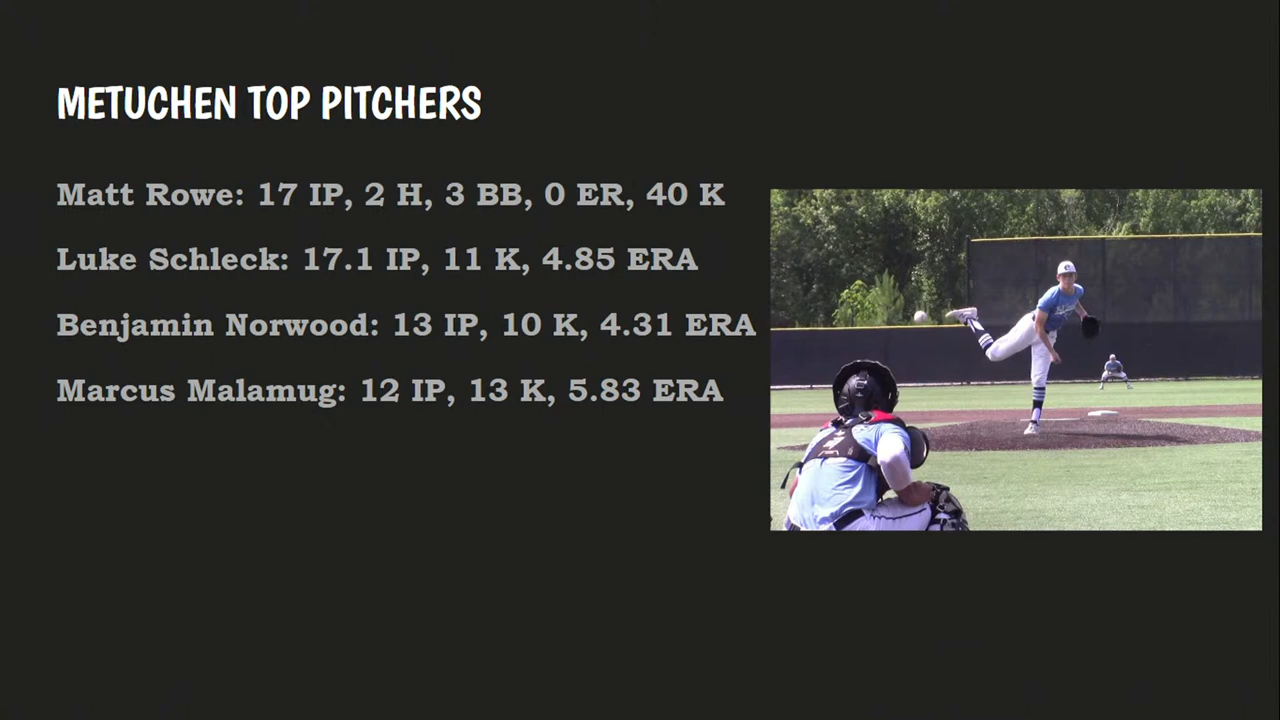 METUCHEN TOP PITCHERS
Matt Rowe: 17 IP, 2 H, 3 BB, 0 ER, 40 K
Luke Schleck: 17.1 IP, 11 K, 4.85 ERA
Benjamin Norwood: 13 IP, 10 K, 4.31 ERA
Marcus Malamug: 12 IP, 13 K, 5.83 ERA